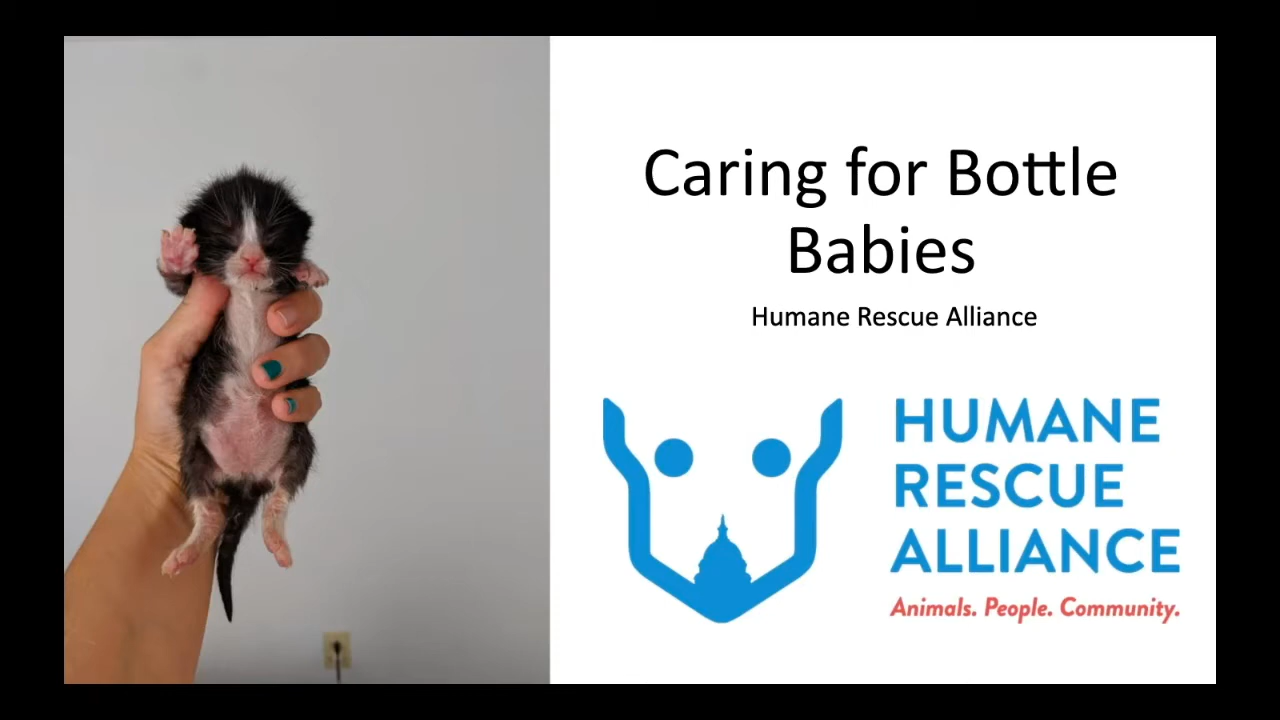 Caring for Bottle
Babies
Humane Rescue Alliance
HUMANE
RESCUE
ALLIANCE
Animals. People. Community.